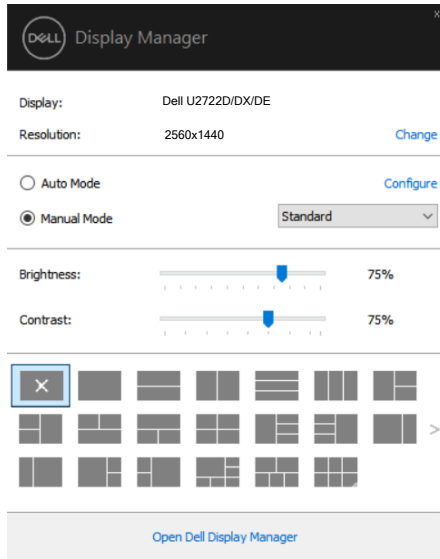 DELL Display Manager
Display: Dell U2722D/DX/DE
Resolution: 2560x1440 Change
Auto Mode Configure
Manual Mode Standard
Brightness: 75%
Contrast: 75%
Open Dell Display Manager